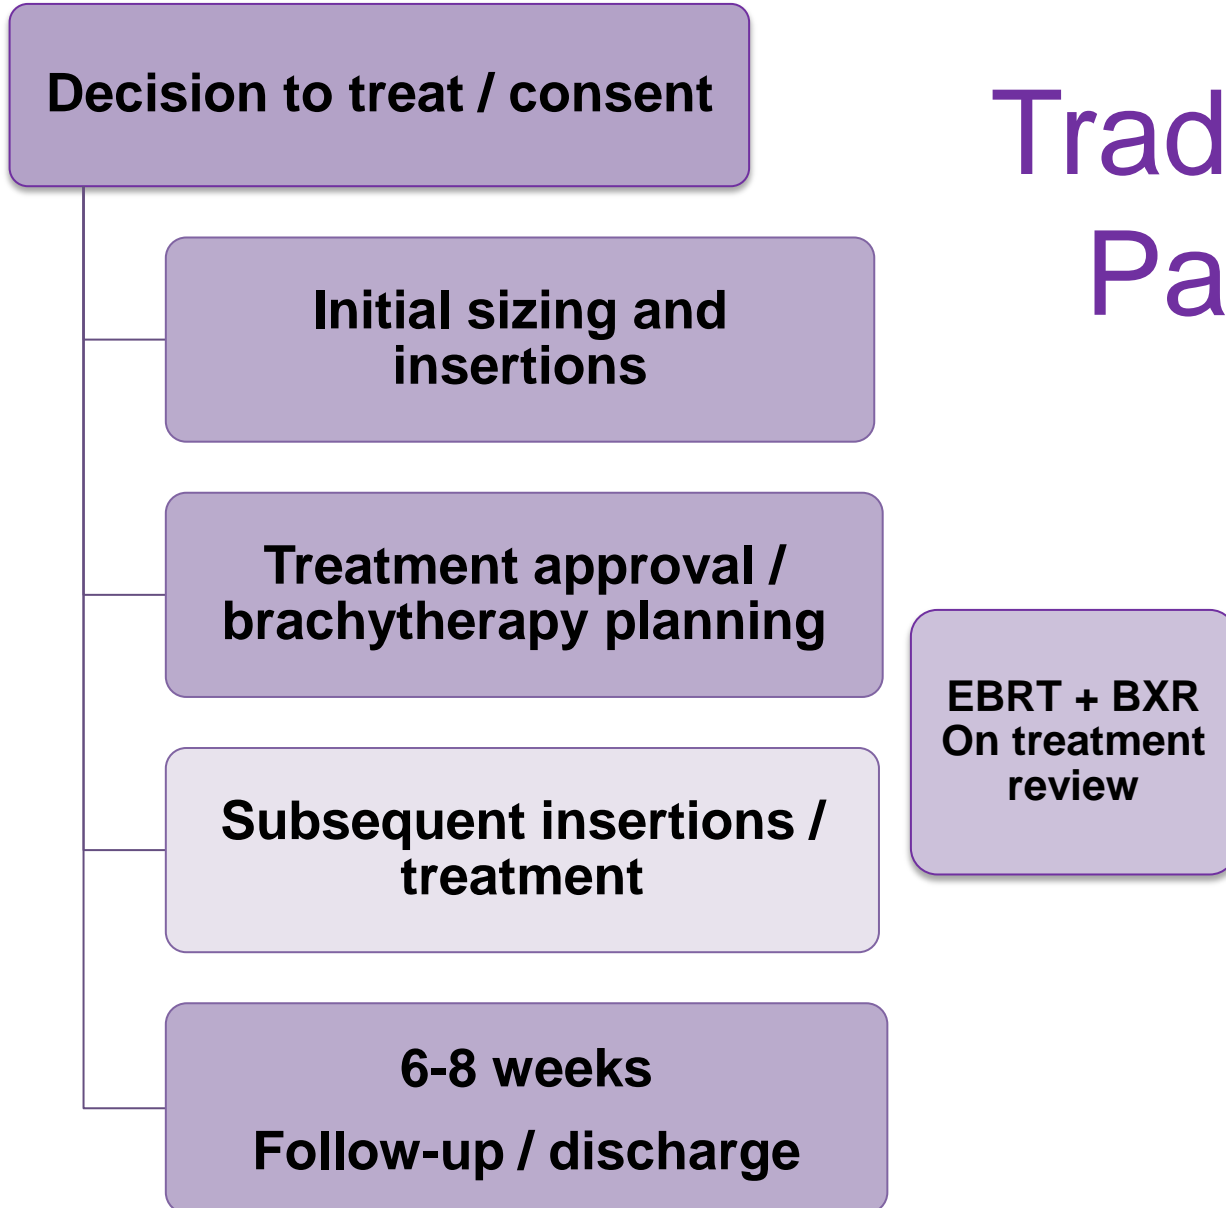 Decision to treat / consent
Trad
Pa
Initial sizing and
insertions
Treatment approval /
brachytherapy planning
EBRT + BXR
On treatment
review
Subsequent insertions /
treatment
6-8 weeks
Follow-up / discharge